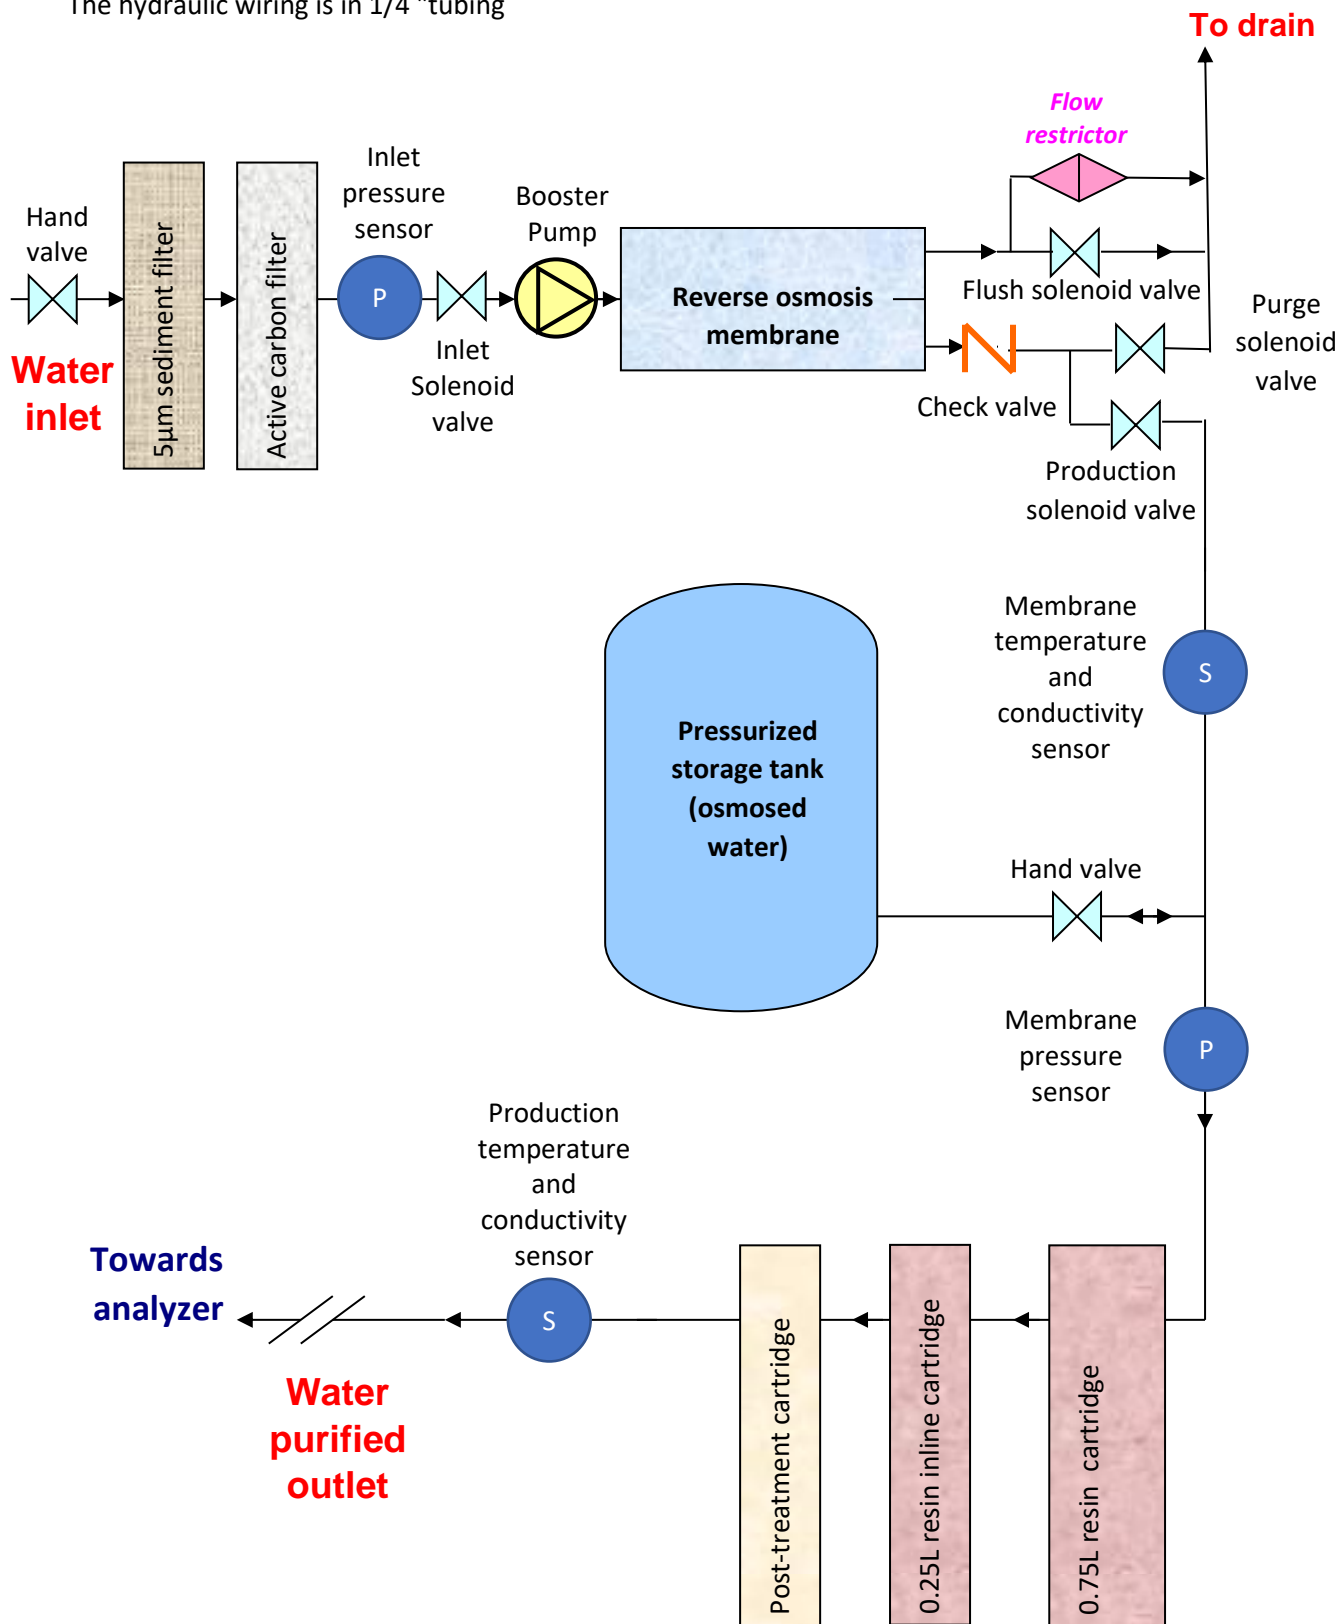 The hydraulic wiring is in 1/4 "tubing
To drain
Flow
restrictor
Inlet
pressure
sensor
Booster
Pump
Hand
valve
5µm sediment filter
Active carbon filter
P
Reverse osmosis
membrane
Flush solenoid valve
Purge
solenoid
valve
Water
inlet
Inlet
Solenoid
valve
Check valve
Production
solenoid valve
Membrane
temperature
and
conductivity
sensor
S
Pressurized
storage tank
(osmosed
water)
Hand valve
Membrane
pressure
sensor
P
Production
temperature
and
conductivity
sensor
Towards
analyzer
S
Post-treatment cartridge
0.25L resin inline cartridge
0.75L resin  cartridge
Water
purified
outlet